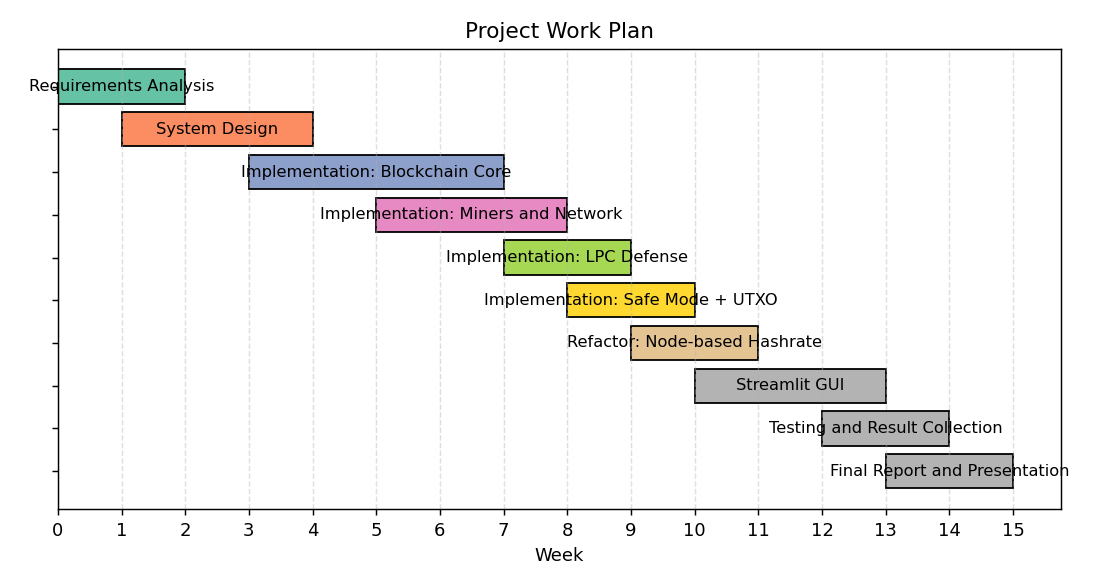 Project Work Plan
Requirements Analysis
System Design
Implementation: Blockchain Core
Implementation: Miners and Network
Implementation: LPC Defense
Implementation: Safe Mode + UTXO
Refactor: Node-based Hashrate
Streamlit GUI
Testing and Result Collection
Final Report and Presentation
0 1 2 3 4 5 6 7 8 9 10 11 12 13 14 15
Week